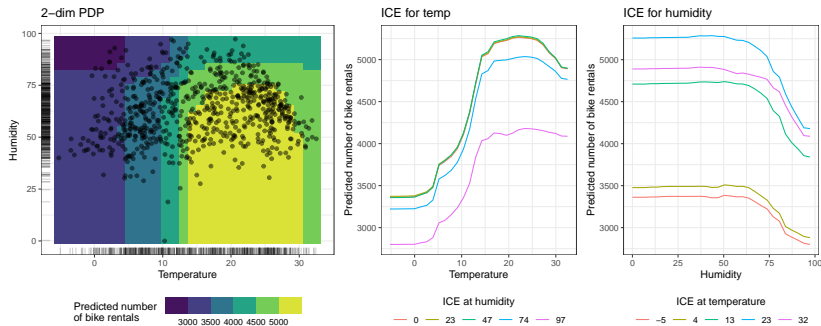 2−dim PDP
100
75
50
25
0
Humidity
0
10
20
30
Temperature
Predicted number
of bike rentals
3000 3500 4000 4500 5000
ICE for temp
5000
4500
4000
3500
3000
Predicted number of bike rentals
0
10
20
30
Temperature
ICE at humidity
0 23 47 74 97
ICE for humidity
5000
4500
4000
3500
3000
Predicted number of bike rentals
0
25
50
75
100
Humidity
ICE at temperature
−5 4 13 23 32